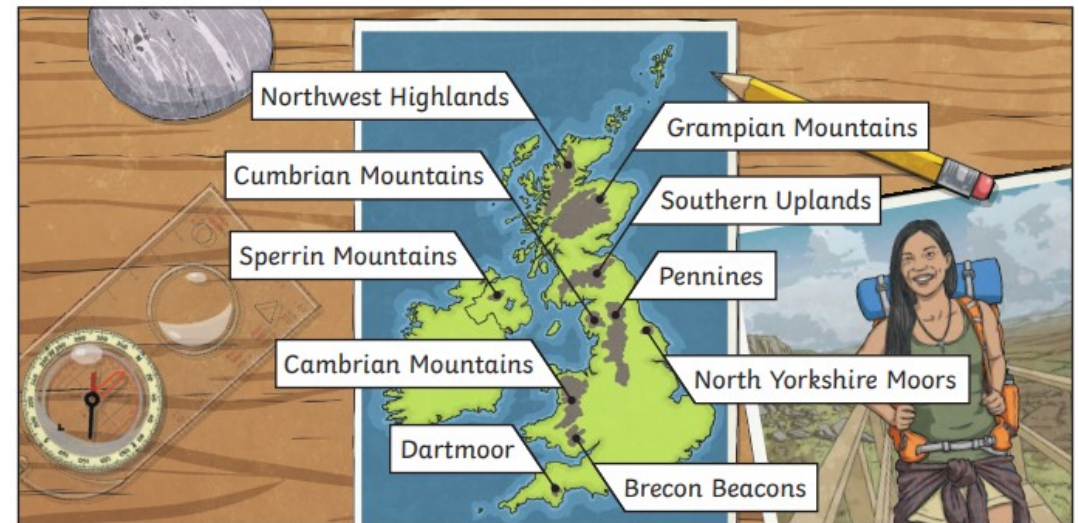 Northwest Highlands
Grampian Mountains
Cumbrian Mountains
Southern Uplands
Sperrin Mountains
Pennines
Cambrian Mountains
North Yorkshire Moors
Dartmoor
Brecon Beacons